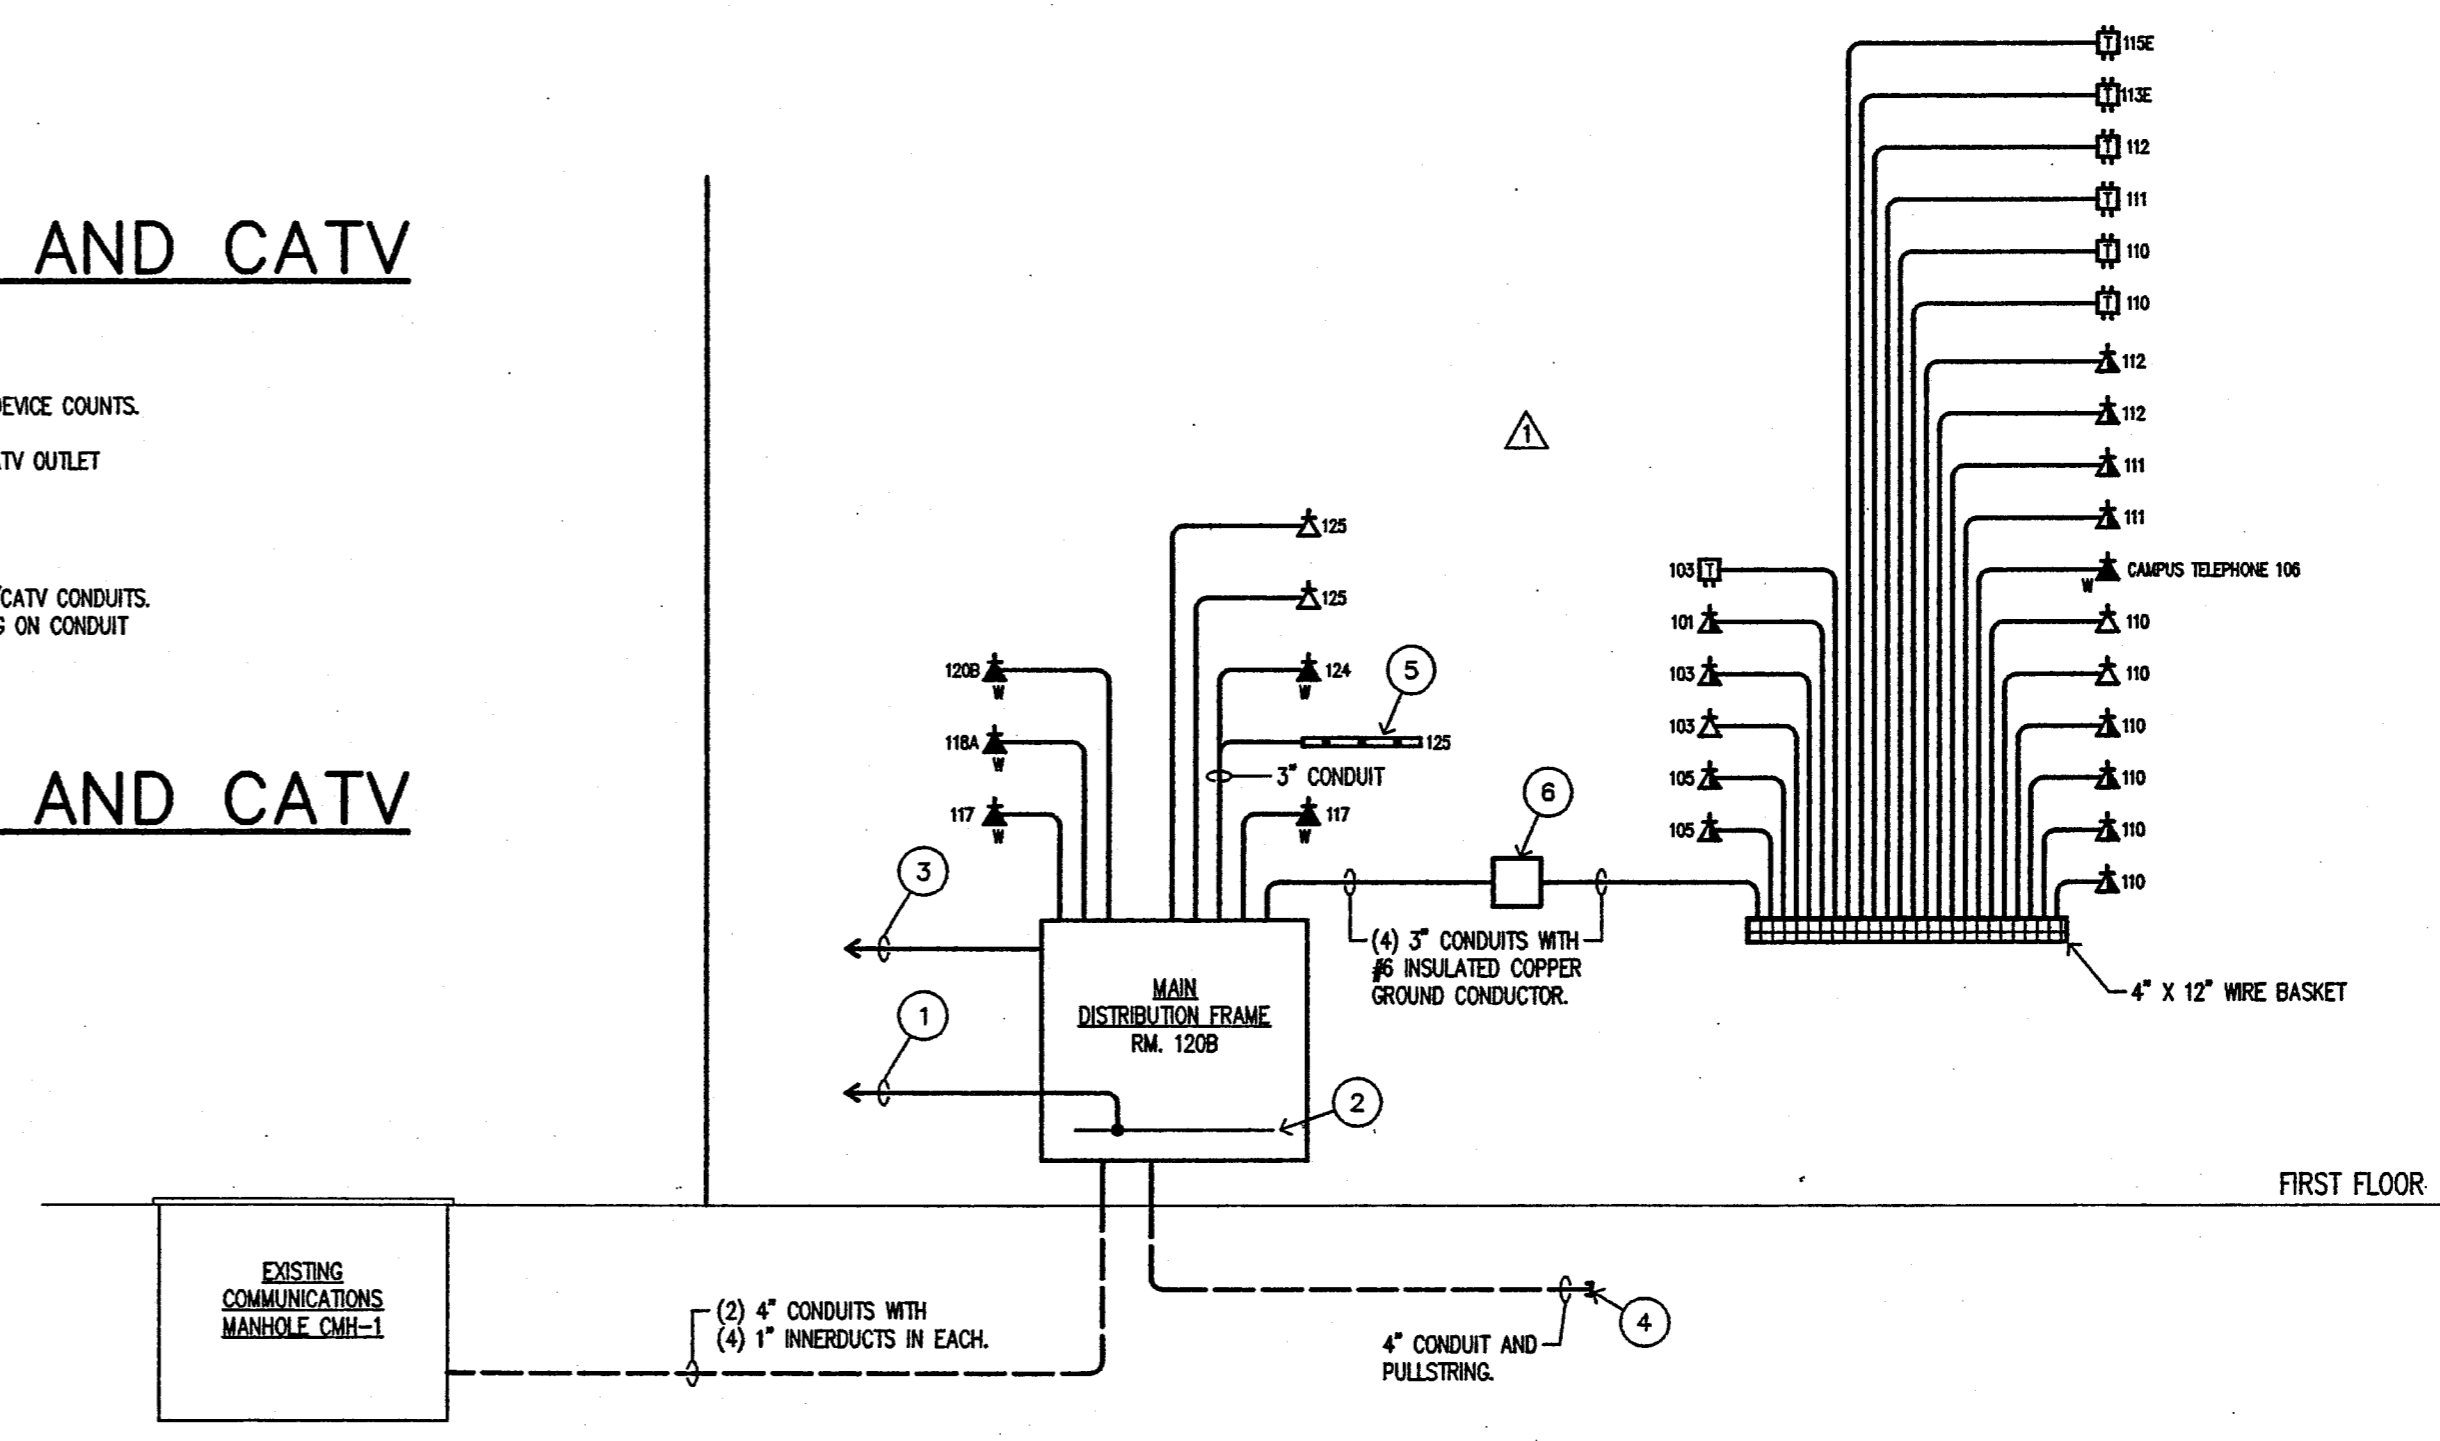 AND CATV
DEVICE COUNTS.
TV OUTLET
CATV CONDUITS.
ON CONDUIT
AND CATV
T 115E
T 113E
T 112
T 111
T 110
T 110
112
112
111
111
W CAMPUS TELEPHONE 106
110
110
110
110
110
110
103 T
101
103
103
105
105
1
125
125
124
W
5
125
3" CONDUIT
117
W
120B
W
118A
W
117
W
3
1
6
(4) 3" CONDUITS WITH
#6 INSULATED COPPER
GROUND CONDUCTOR.
4" X 12" WIRE BASKET
MAIN
DISTRIBUTION FRAME
RM. 120B
2
FIRST FLOOR
EXISTING
COMMUNICATIONS
MANHOLE CMH-1
(2) 4" CONDUITS WITH
(4) 1" INNERDUCTS IN EACH.
4" CONDUIT AND
PULLSTRING.
4